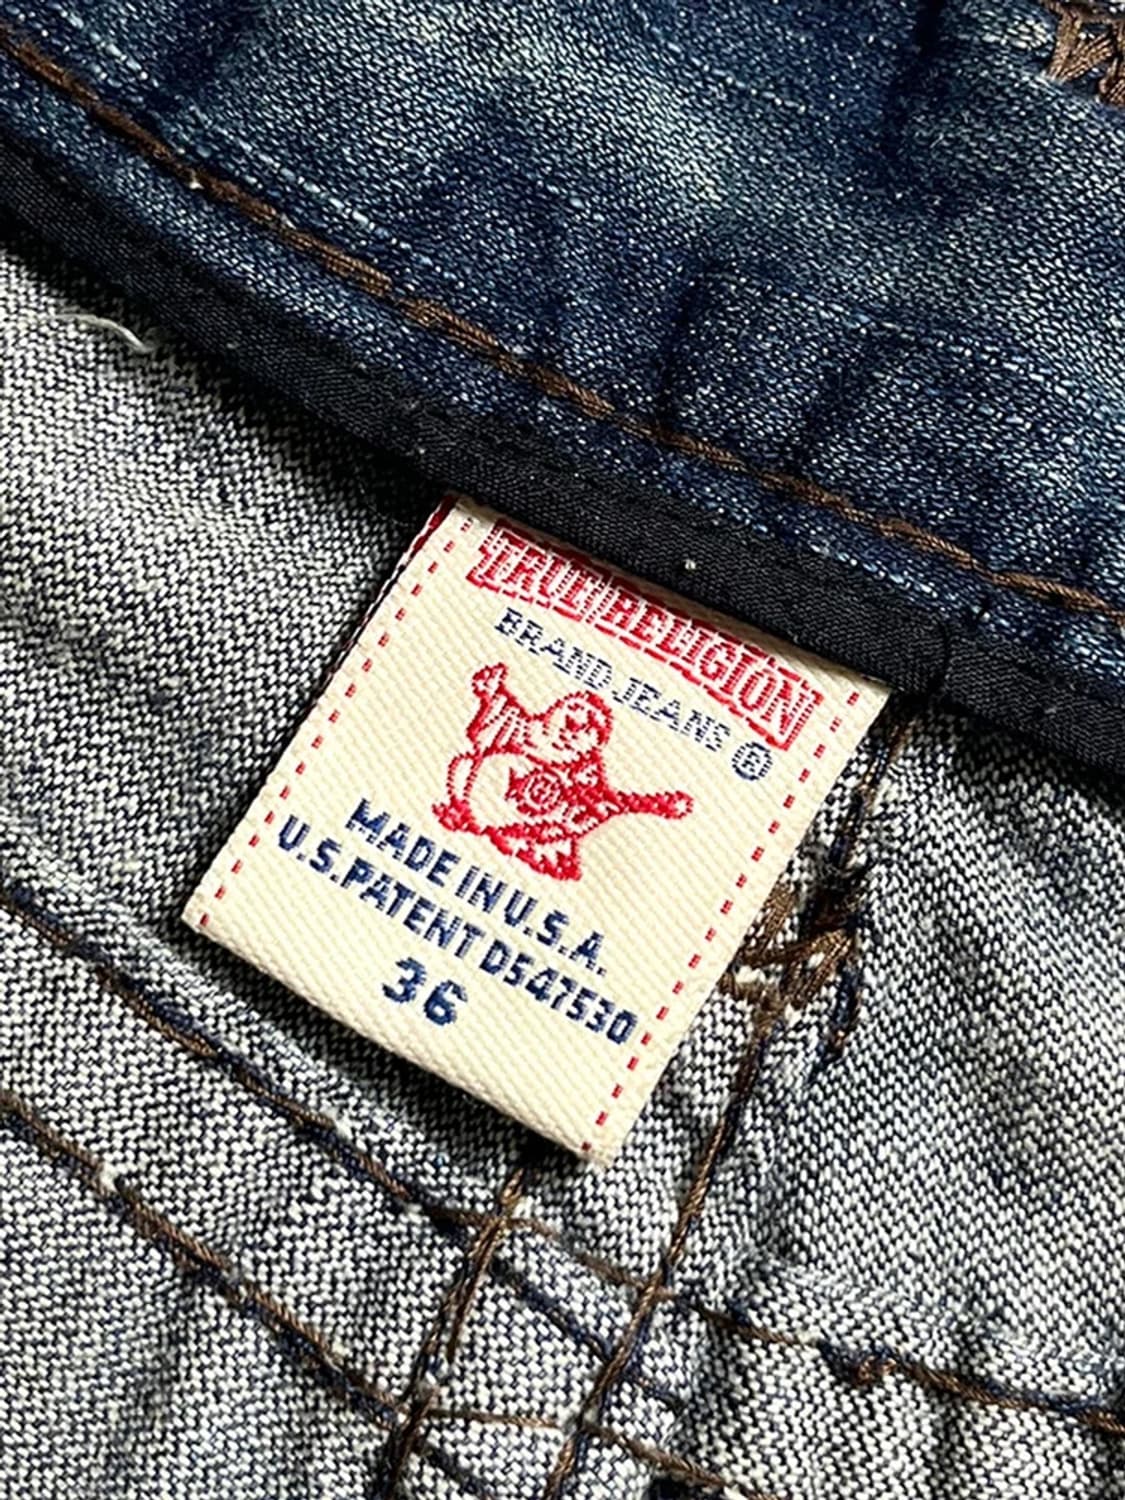 TRUE RELIGION
BRAND JEANS ®
MADE IN U.S.A.
U.S.PATENT D547530
36